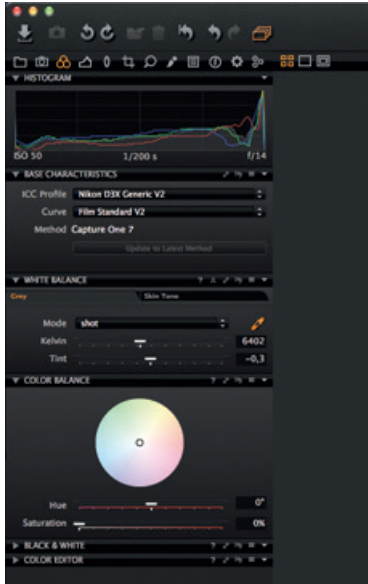 HISTOGRAM
ISO 50 1/200 s f/14
BASE CHARACTERISTICS
ICC Profile Nikon D3X Generic V2
Curve Film Standard V2
Method Capture One 7
Update to Latest Method
WHITE BALANCE ?
Grey Skin Tone
Mode shot
Kelvin 6402
Tint -0,3
COLOR BALANCE ?
Hue 0°
Saturation 0%
BLACK & WHITE ?
COLOR EDITOR ?